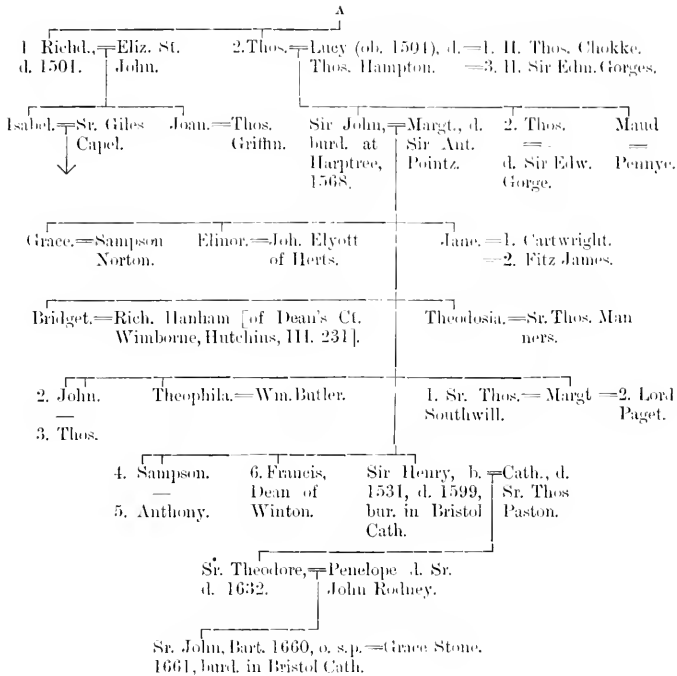 A
1 Richd., = Eliz. St. 2. Thos. = Lucy (ob. 1504), d. = 1. H. Thos. Chokke.
d. 1501. John. Thos. Hampton. = 3. H. Sir Edm. Gorges.
Isabel. = Sr. Giles Joan. = Thos. Sir John, = Margt., d. 2. Thos. Maud
Capel. Griffin. burd. at Sir Ant. = . =
Harptree, Pointz. d. Sir Edw. Pennye.
1568. Gorge.
Grace. = Sampson Elinor. = Joh. Elyott Jane. = 1. Cartwright.
Norton. of Herts. = 2. Fitz James.
Bridget. = Rich. Hanham [of Dean's Ct. Theodosia. = Sr. Thos. Man
Wimborne, Hutchins, III. 231]. ners.
2. John. Theophila. = Wm. Butler. 1. Sr. Thos. = Margt = 2. Lord
— Southwill. Paget.
3. Thos.
4. Sampson. 6. Francis, Sir Henry, b. = Cath., d.
— Dean of 1531, d. 1599, Sr. Thos
5. Anthony. Winton. bur. in Bristol Paston.
Cath.
Sr. Theodore, = Penelope d. Sr.
d. 1632. John Rodney.
Sr. John, Bart. 1660, o. s.p. = Grace Stone.
1661, burd. in Bristol Cath.